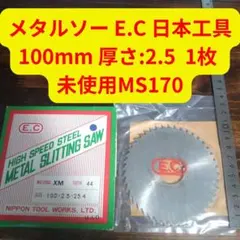 メタルソー E.C 日本工具
100mm 厚さ:2.5 1枚
未使用MS170
E.C
HIGH SPEED STEEL
METAL SLITTING SAW
XM
44
NIPPON TOOL WORKS, LTD.
E.C